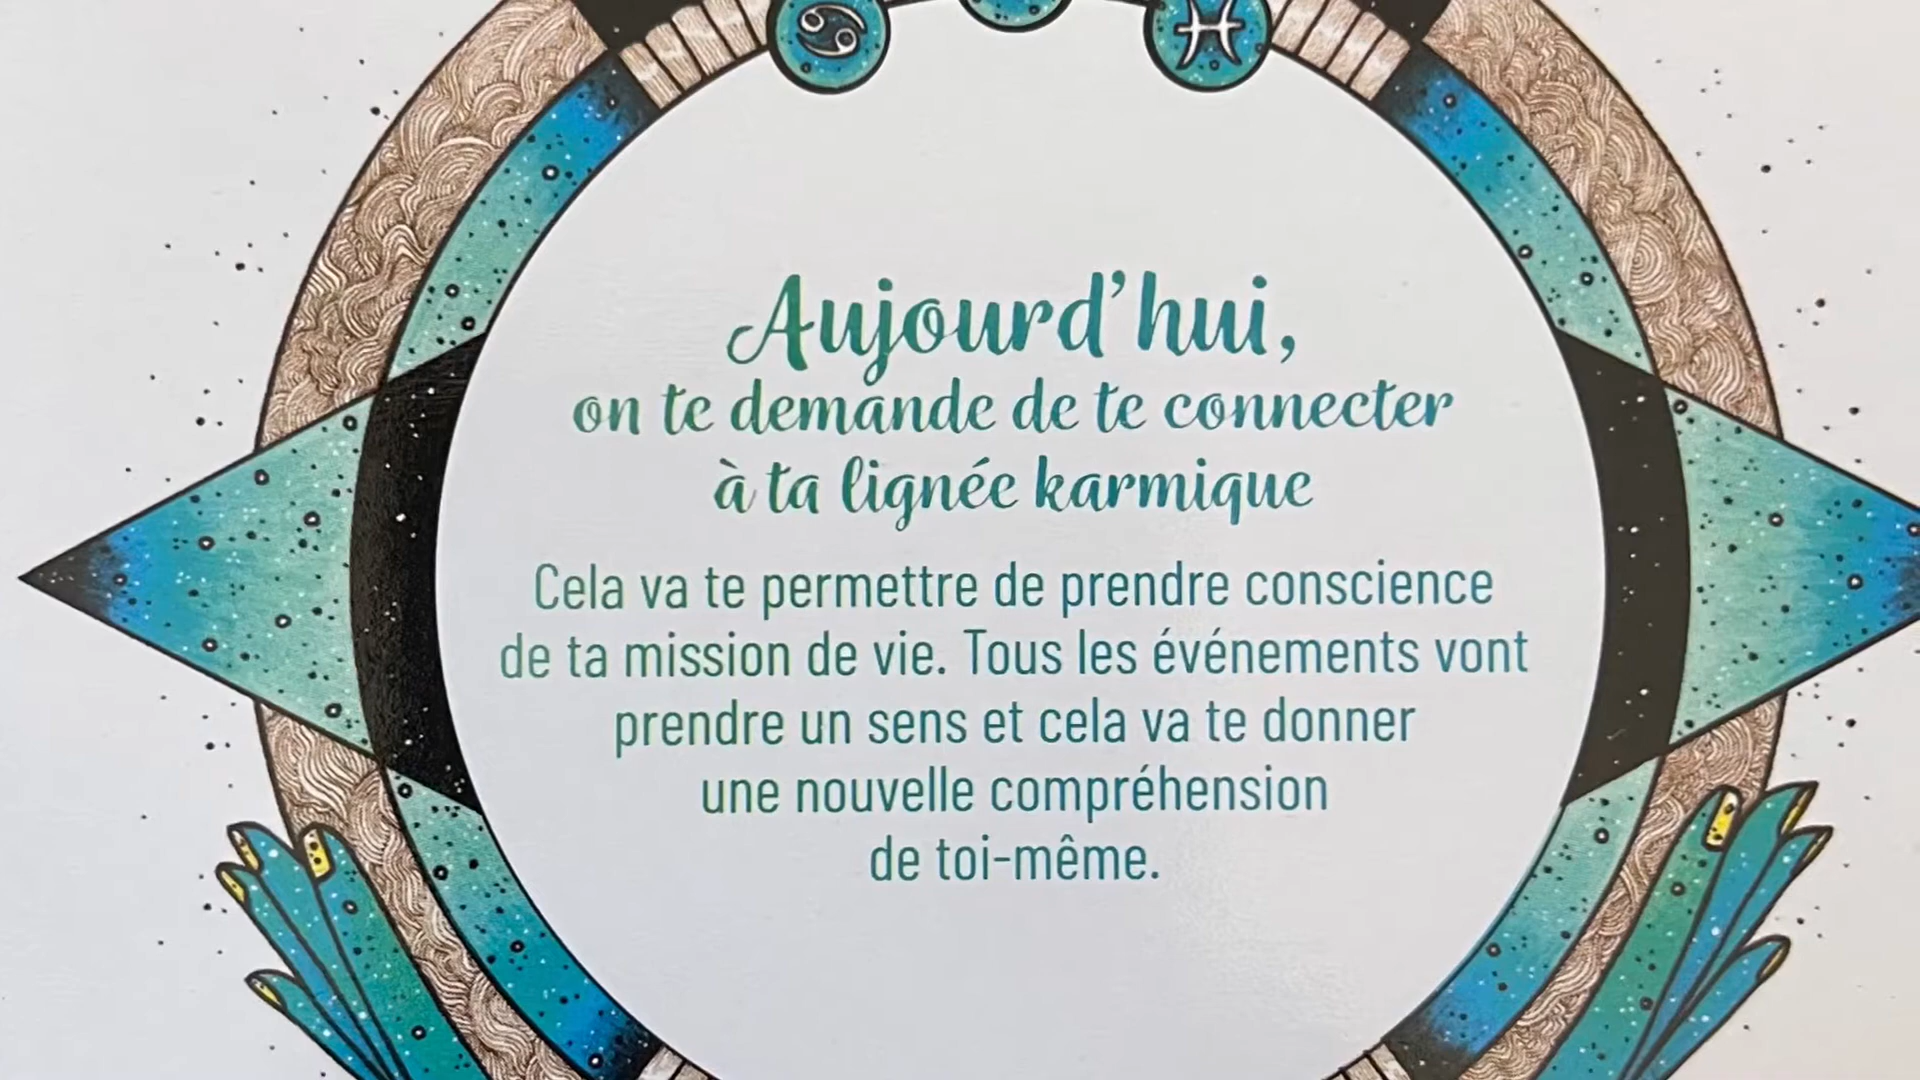 Aujourd'hui,
on te demande de te connecter
à ta lignée karmique
Cela va te permettre de prendre conscience
de ta mission de vie. Tous les événements vont
prendre un sens et cela va te donner
une nouvelle compréhension
de toi-même.